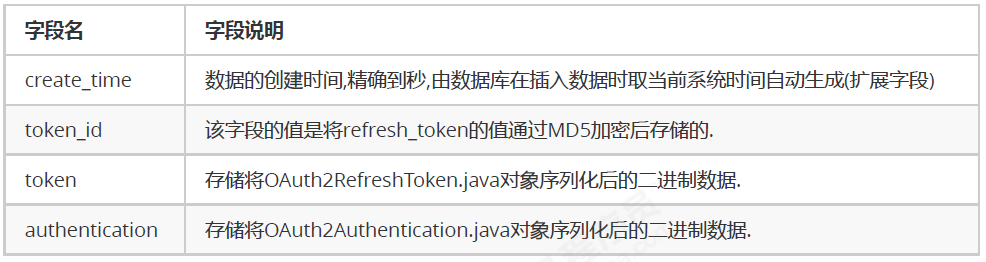 字段名 字段说明
create_time 数据的创建时间,精确到秒,由数据库在插入数据时取当前系统时间自动生成(扩展字段)
token_id 该字段的值是将refresh_token的值通过MD5加密后存储的.
token 存储将OAuth2RefreshToken.java对象序列化后的二进制数据.
authentication 存储将OAuth2Authentication.java对象序列化后的二进制数据.